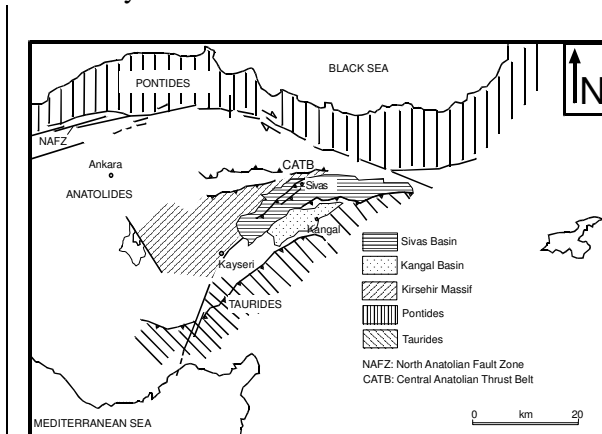 BLACK SEA
N
PONTIDES
NAFZ
Ankara
CATB
Sivas
ANATOLIDES
Kangal
Sivas Basin
Kangal Basin
Kayseri
Kirsehir Massif
TAURIDES
Pontides
Taurides
NAFZ: North Anatolian Fault Zone
CATB: Central Anatolian Thrust Belt
MEDITERRANEAN SEA
0 km 20